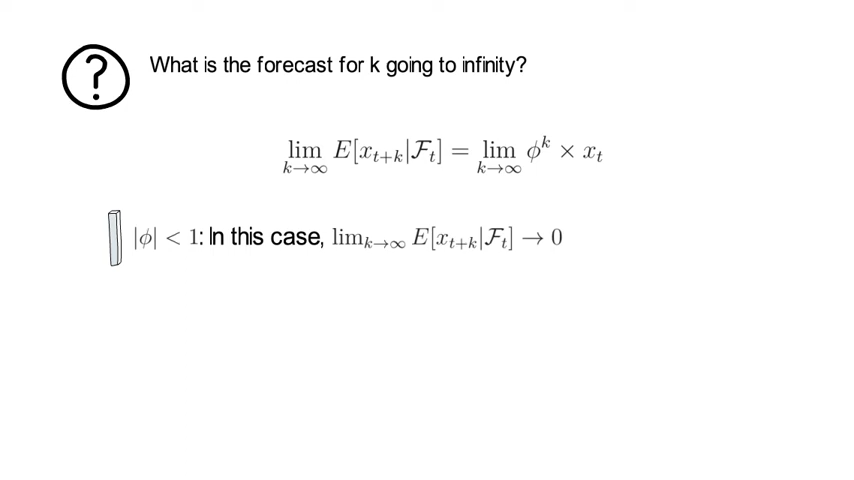 What is the forecast for k going to infinity?
lim_{k→∞} E[x_{t+k}|ℱ_t] = lim_{k→∞} ϕ^k × x_t
|ϕ| < 1: In this case, lim_{k→∞} E[x_{t+k}|ℱ_t] → 0